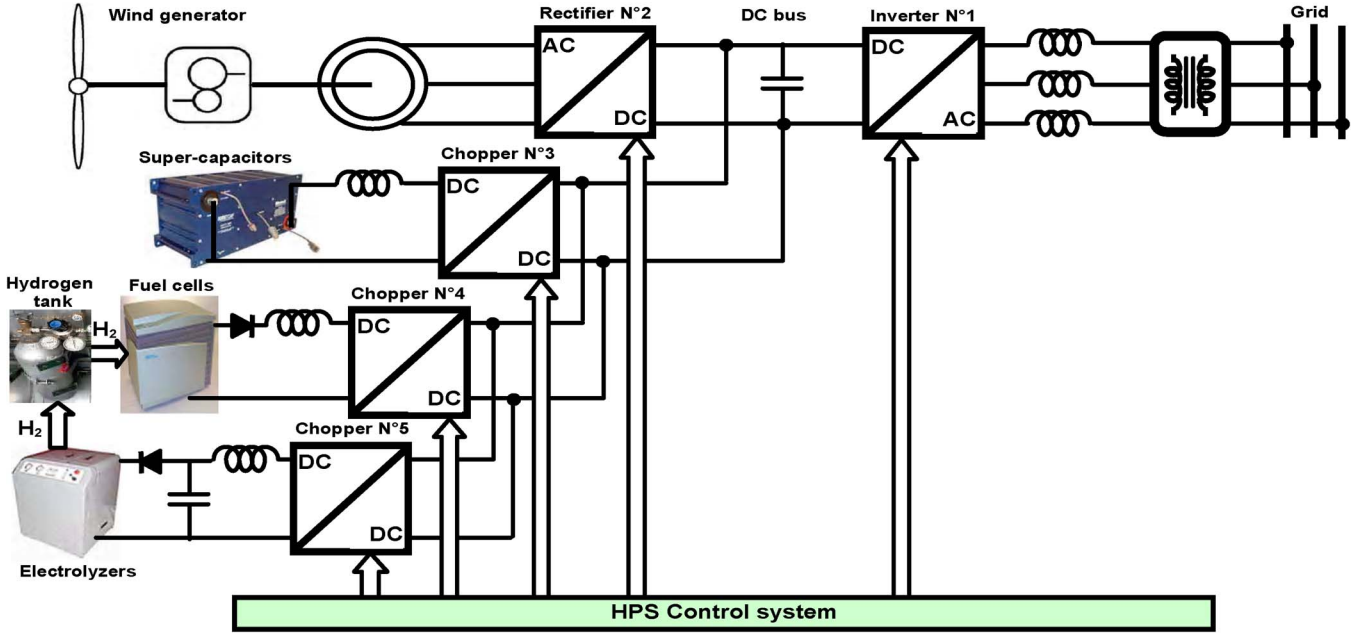 Wind generator
Rectifier N°2
DC bus
Inverter N°1
Grid
AC
DC
DC
AC
Super-capacitors
Chopper N°3
DC
DC
Hydrogen
tank
Fuel cells
Chopper N°4
H2
DC
DC
H2
Chopper N°5
DC
DC
Electrolyzers
HPS Control system